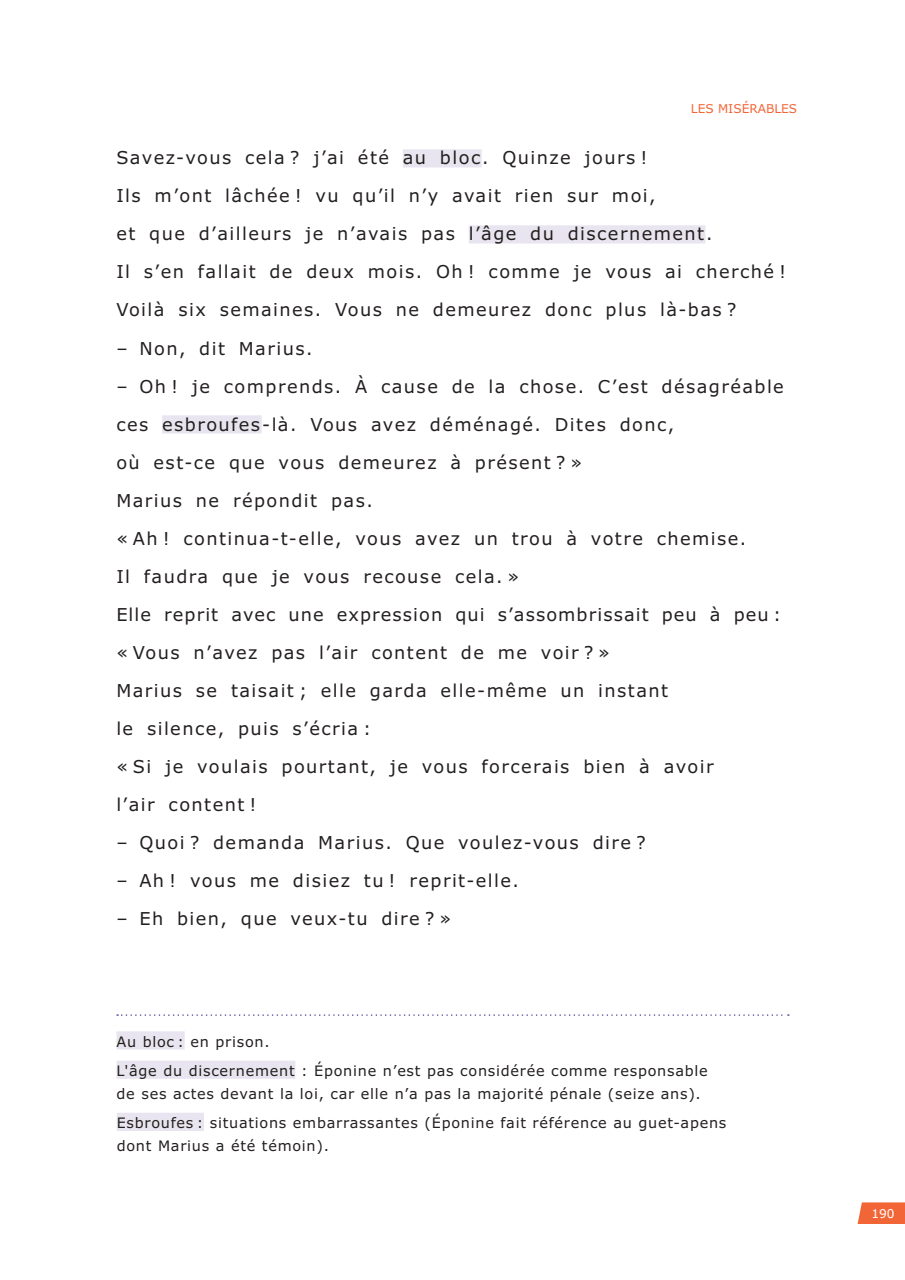 LES MISÉRABLES
Savez-vous cela ? j’ai été au bloc. Quinze jours !
Ils m’ont lâchée ! vu qu’il n’y avait rien sur moi,
et que d’ailleurs je n’avais pas l’âge du discernement.
Il s’en fallait de deux mois. Oh ! comme je vous ai cherché !
Voilà six semaines. Vous ne demeurez donc plus là-bas ?
– Non, dit Marius.
– Oh ! je comprends. À cause de la chose. C’est désagréable
ces esbroufes-là. Vous avez déménagé. Dites donc,
où est-ce que vous demeurez à présent ? »
Marius ne répondit pas.
« Ah ! continua-t-elle, vous avez un trou à votre chemise.
Il faudra que je vous recouse cela. »
Elle reprit avec une expression qui s’assombrissait peu à peu :
« Vous n’avez pas l’air content de me voir ? »
Marius se taisait ; elle garda elle-même un instant
le silence, puis s’écria :
« Si je voulais pourtant, je vous forcerais bien à avoir
l’air content !
– Quoi ? demanda Marius. Que voulez-vous dire ?
– Ah ! vous me disiez tu ! reprit-elle.
– Eh bien, que veux-tu dire ? »
Au bloc : en prison.
L'âge du discernement : Éponine n’est pas considérée comme responsable
de ses actes devant la loi, car elle n’a pas la majorité pénale (seize ans).
Esbroufes : situations embarrassantes (Éponine fait référence au guet-apens
dont Marius a été témoin).
190